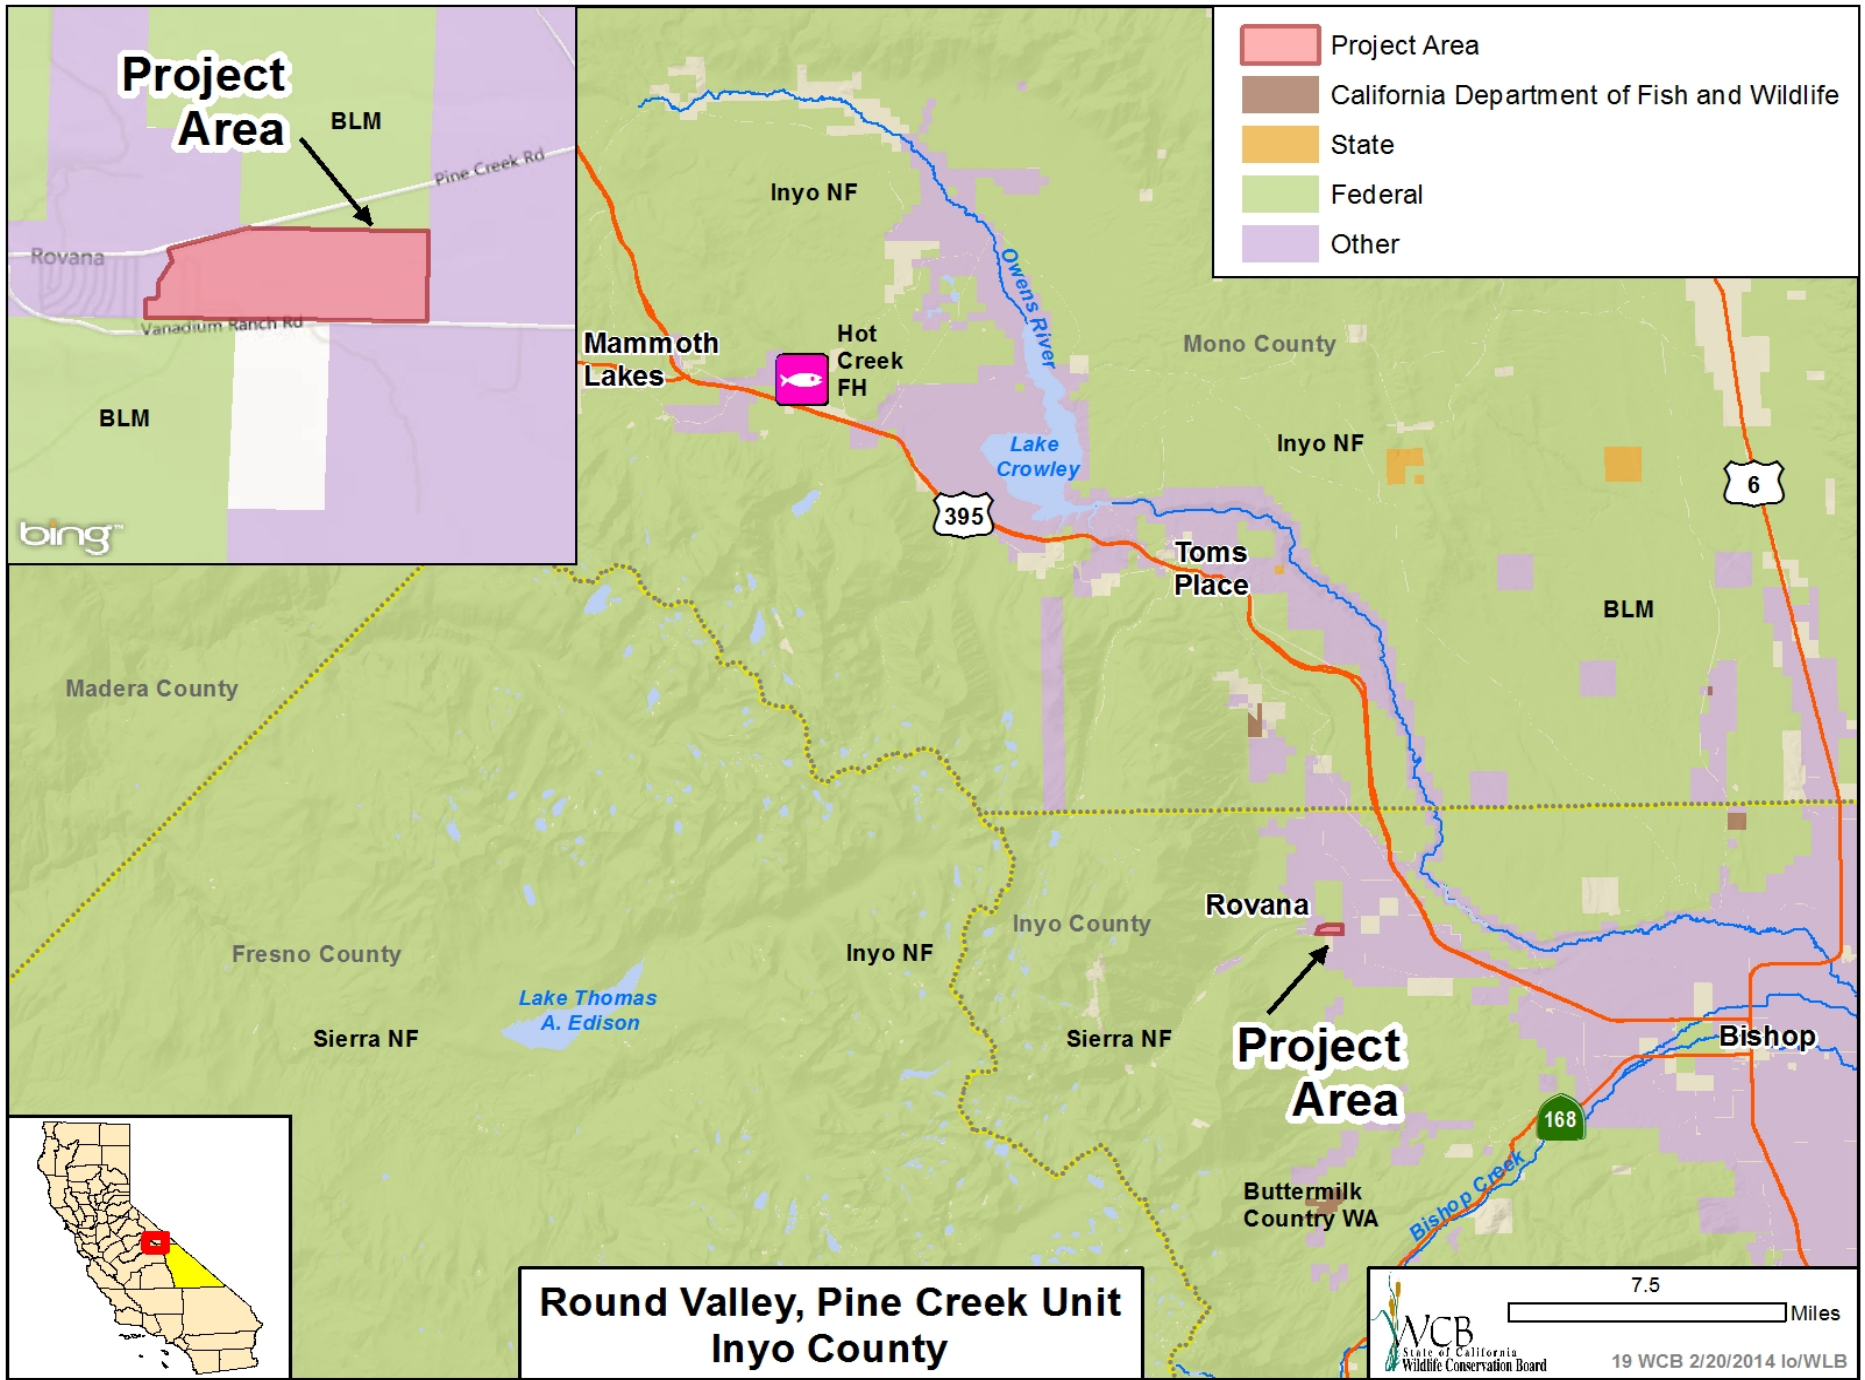 Project
Area
BLM
Pine Creek Rd
Rovana
Vanadium Ranch Rd
BLM
bing™
Project Area
California Department of Fish and Wildlife
State
Federal
Other
Inyo NF
Owens River
Mono County
Mammoth
Lakes
Hot
Creek
FH
Lake
Crowley
Inyo NF
6
395
Toms
Place
BLM
Madera County
Rovana
Inyo County
Fresno County
Inyo NF
Lake Thomas
A. Edison
Sierra NF
Sierra NF
Project
Area
Bishop
168
Bishop Creek
Buttermilk
Country WA
Round Valley, Pine Creek Unit
Inyo County
7.5
Miles
WCB
State of California
Wildlife Conservation Board
19 WCB 2/20/2014 lo/WLB